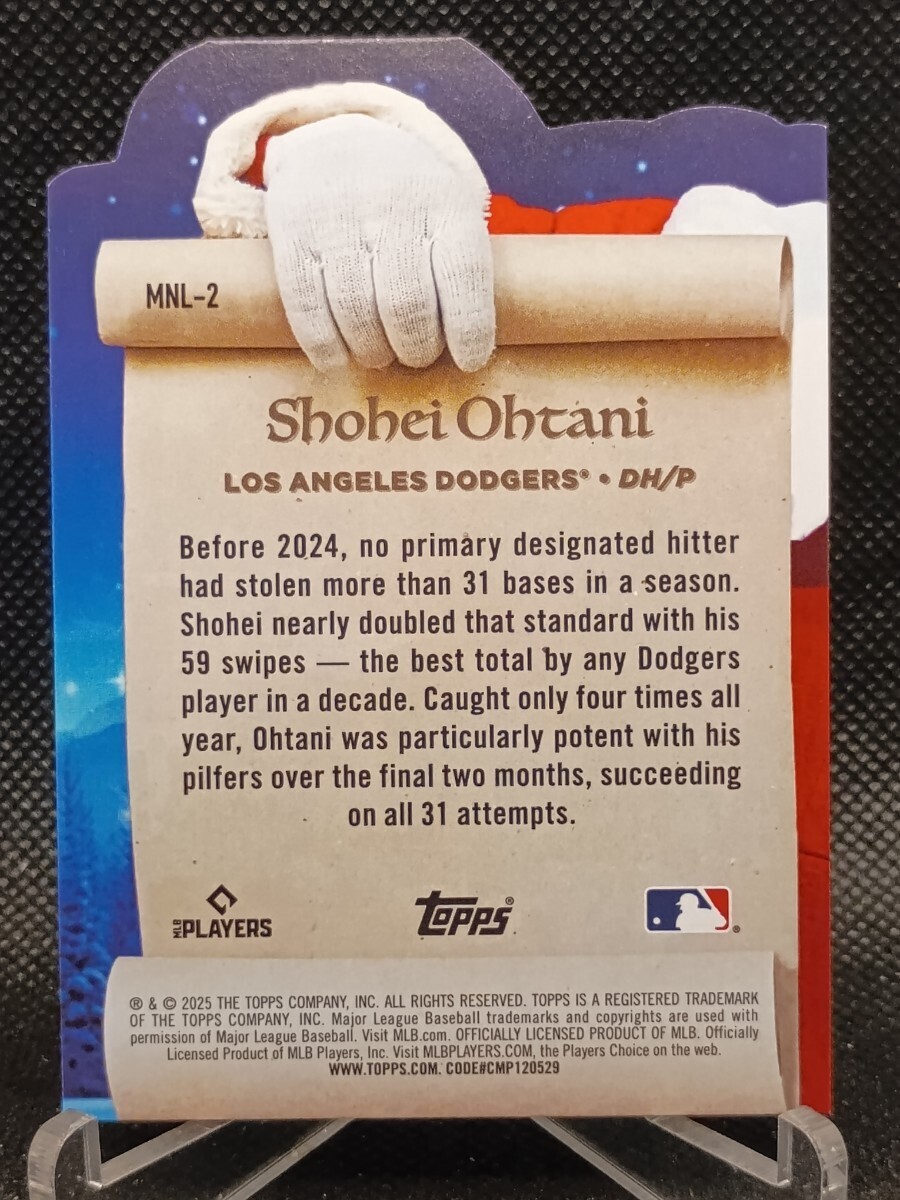 MNL-2
Shohei Ohtani
LOS ANGELES DODGERS® • DH/P
Before 2024, no primary designated hitter
had stolen more than 31 bases in a season.
Shohei nearly doubled that standard with his
59 swipes — the best total by any Dodgers
player in a decade. Caught only four times all
year, Ohtani was particularly potent with his
pilfers over the final two months, succeeding
on all 31 attempts.
MLB PLAYERS
Topps®
®
® & © 2025 THE TOPPS COMPANY, INC. ALL RIGHTS RESERVED. TOPPS IS A REGISTERED TRADEMARK
OF THE TOPPS COMPANY, INC. Major League Baseball trademarks and copyrights are used with
permission of Major League Baseball. Visit MLB.com. OFFICIALLY LICENSED PRODUCT OF MLB. Officially
Licensed Product of MLB Players, Inc. Visit MLBPLAYERS.COM, the Players Choice on the web.
WWW.TOPPS.COM. CODE#CMP120529